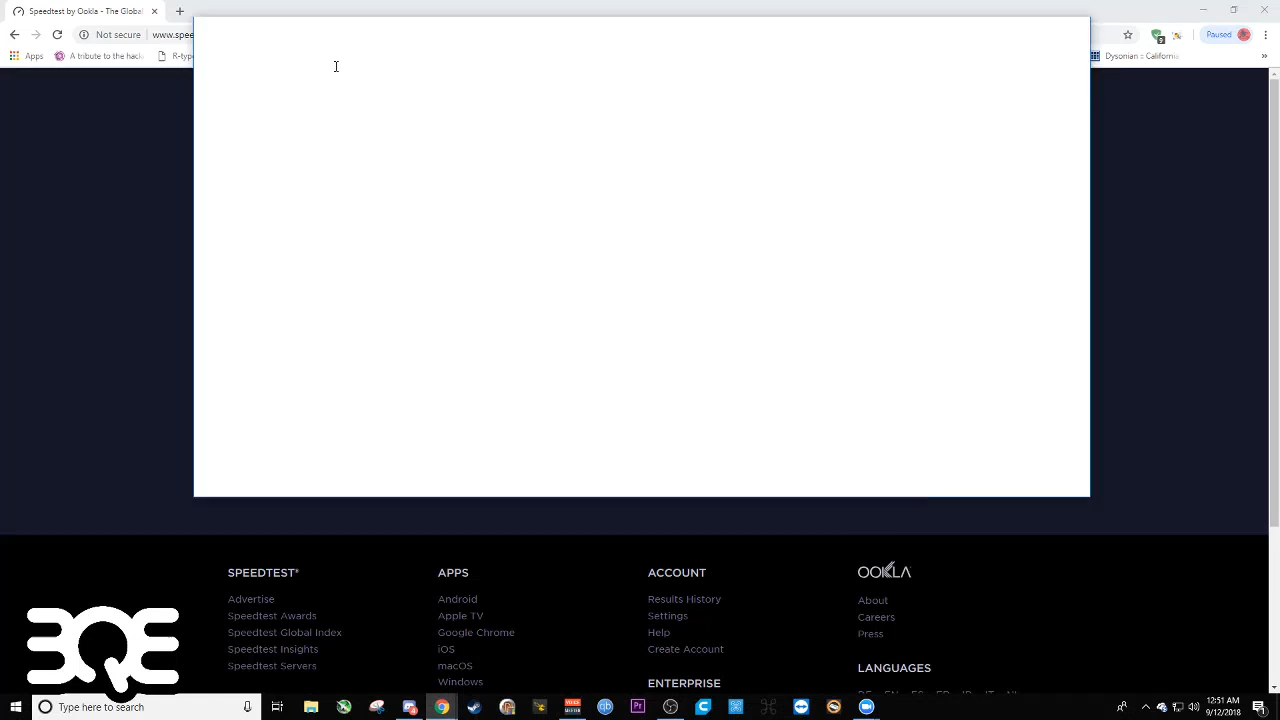 Speedtest by Ookla - The Global
Not secure
www.spe
Paused
Apps
A tribute to the hack
R-typ
Dysonian – Californi
SPEEDTEST®
Advertise
Speedtest Awards
Speedtest Global Index
Speedtest Insights
Speedtest Servers
APPS
Android
Apple TV
Google Chrome
iOS
macOS
Windows
ACCOUNT
Results History
Settings
Help
Create Account
ENTERPRISE
OOKLA
About
Careers
Press
LANGUAGES
Type here to search
12:51 AM
9/12/2018